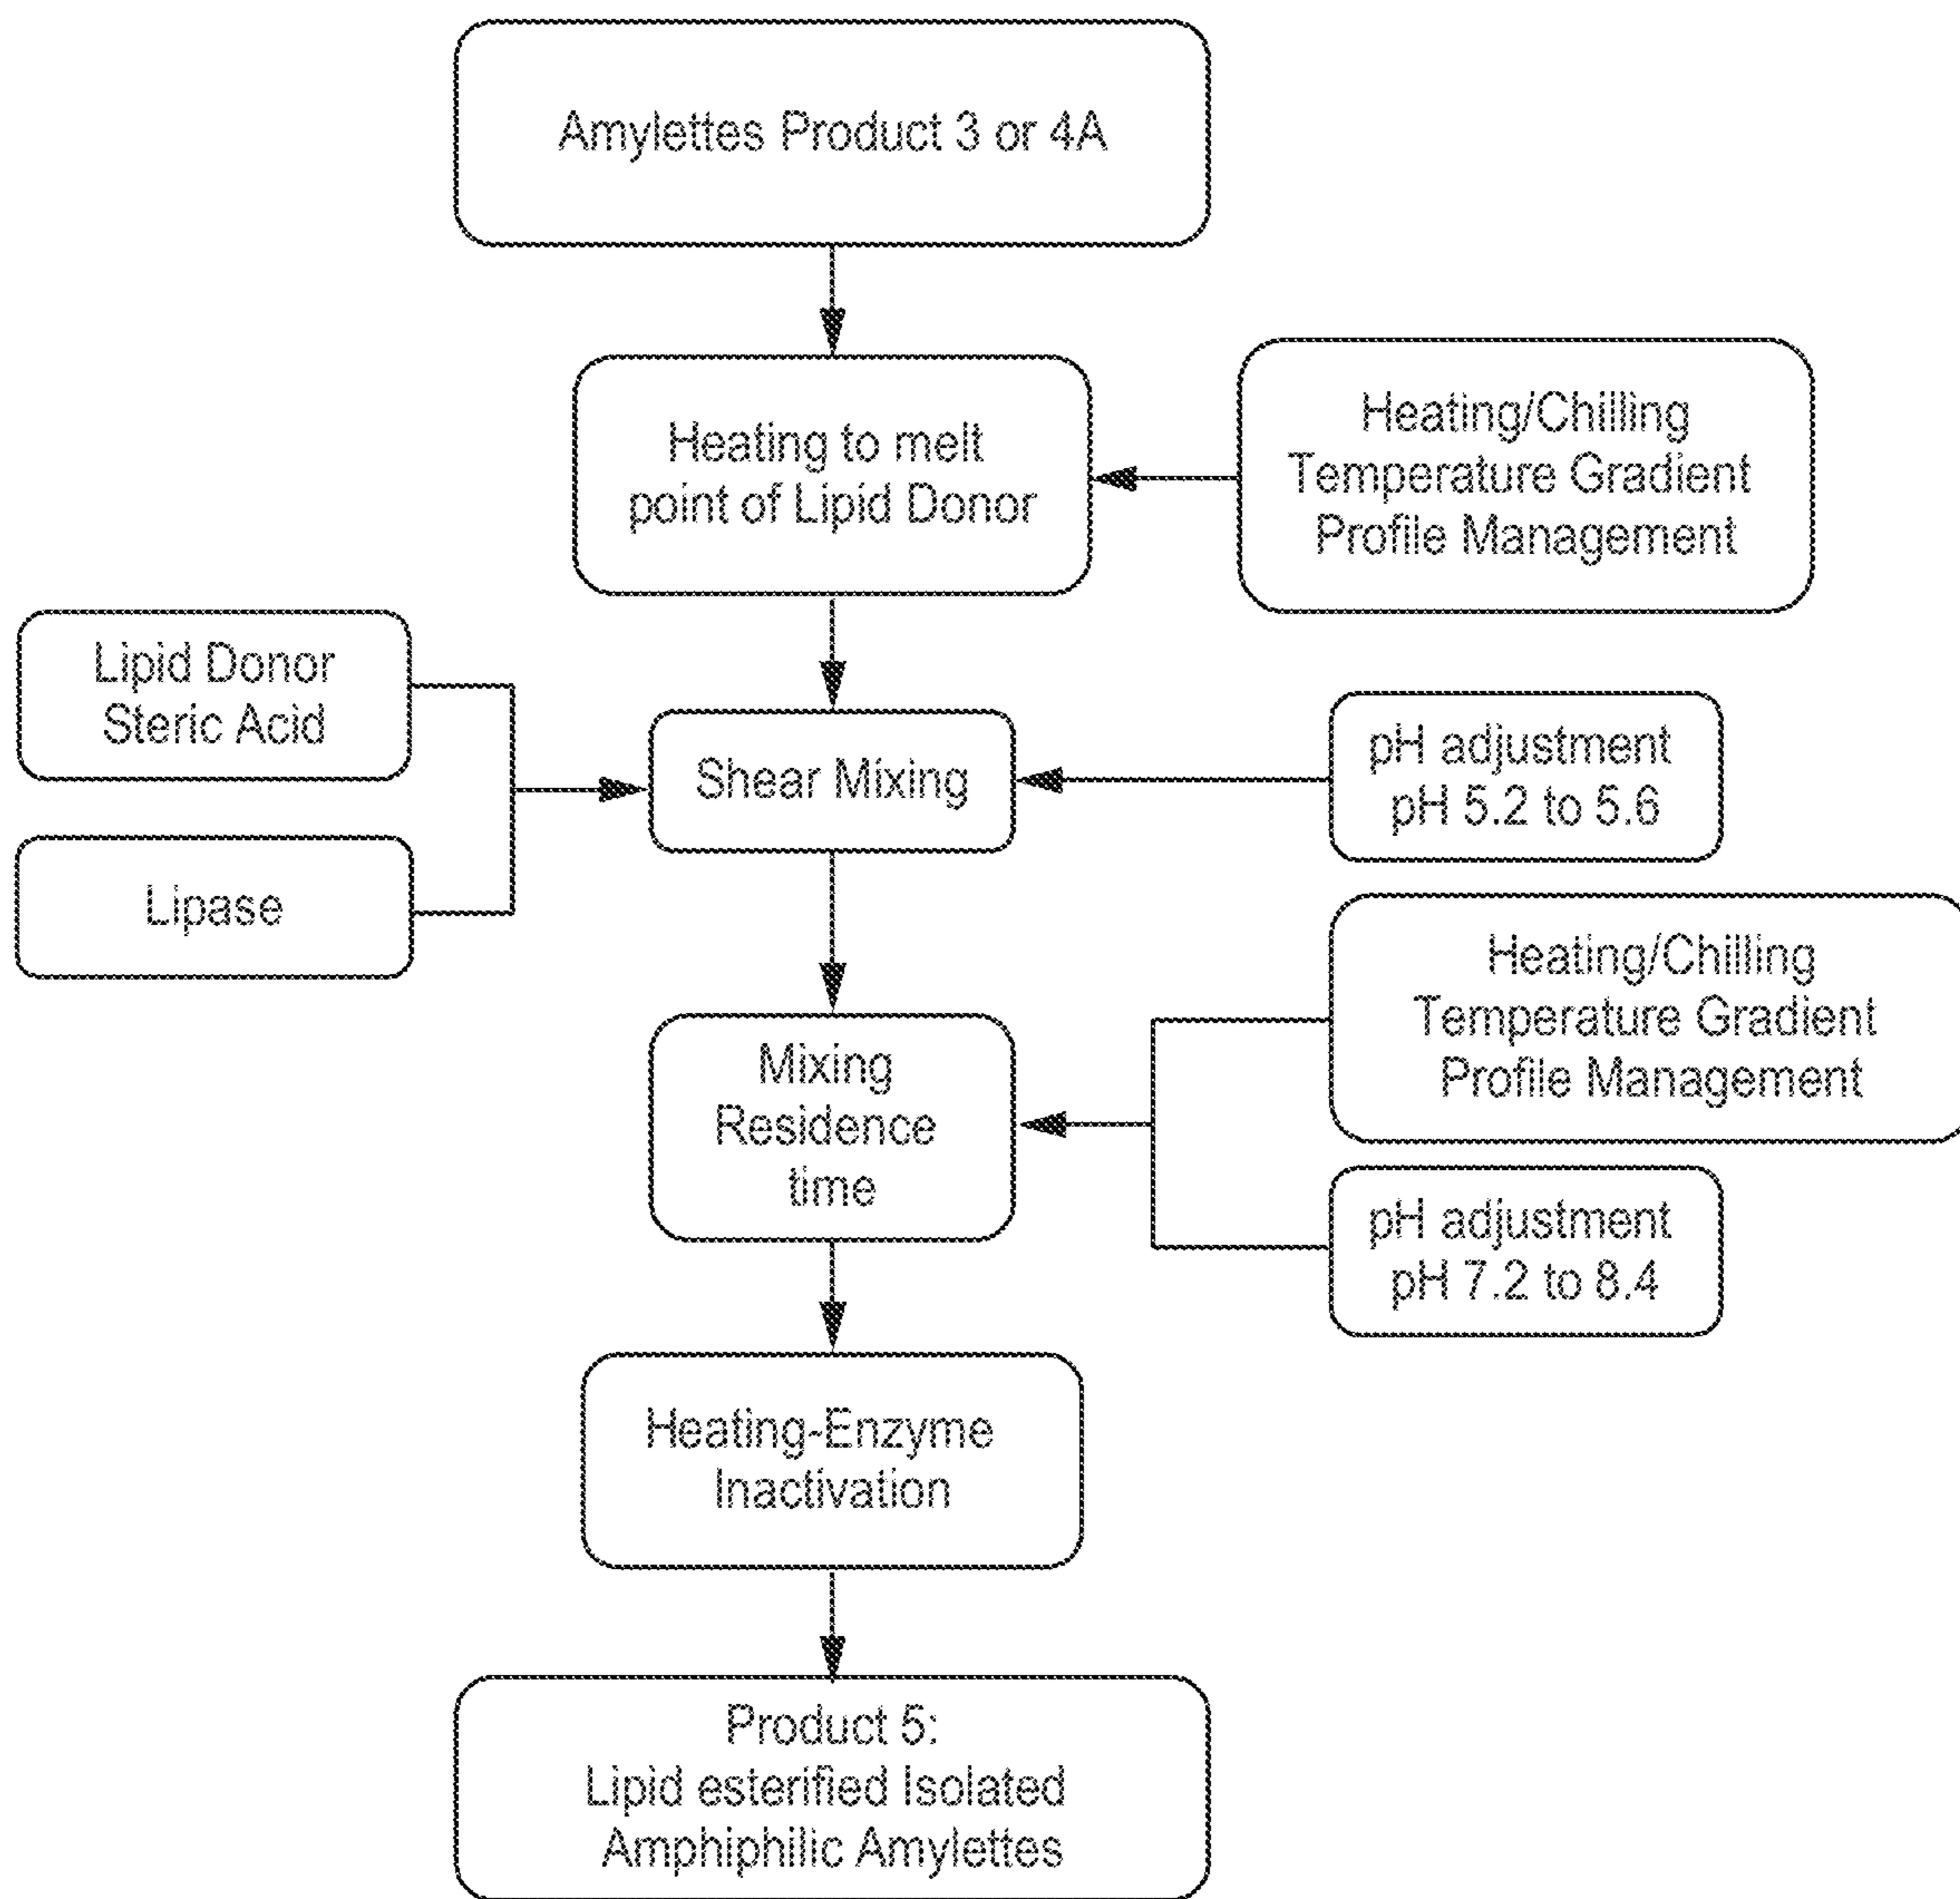 Amylettes Product 3 or 4A
Heating to melt
point of Lipid Donor
Heating/Chilling
Temperature Gradient
Profile Management
Lipid Donor
Steric Acid
Lipase
Shear Mixing
pH adjustment
pH 5.2 to 5.6
Mixing
Residence
time
Heating/Chilling
Temperature Gradient
Profile Management
pH adjustment
pH 7.2 to 8.4
Heating-Enzyme
Inactivation
Product 5:
Lipid esterified Isolated
Amphiphilic Amylettes